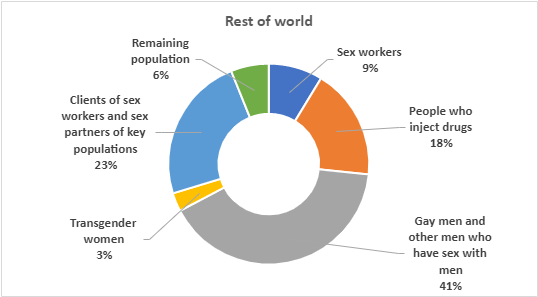 Rest of world
Sex workers
9%
People who
inject drugs
18%
Gay men and
other men who
have sex with
men
41%
Transgender
women
3%
Clients of sex
workers and sex
partners of key
populations
23%
Remaining
population
6%